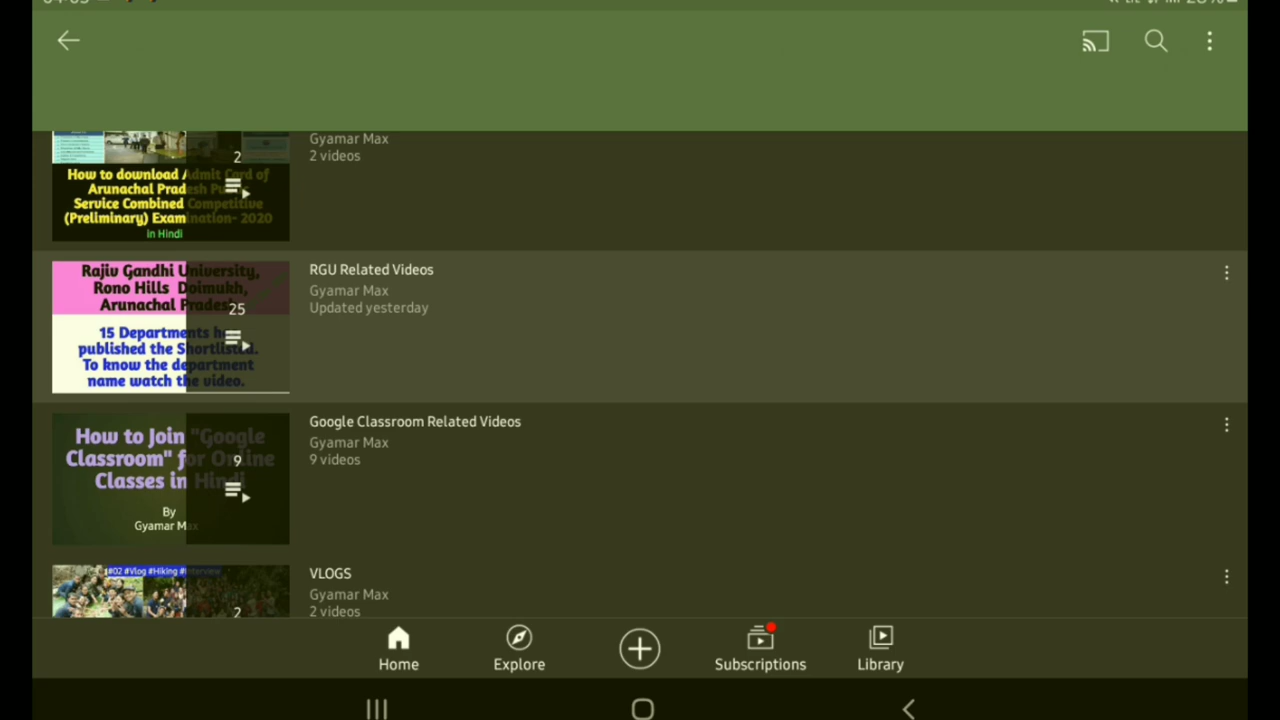 Gyamar Max
2 videos
2
How to download Admit Card of
Arunachal Pradesh Public
Service Combined Competitive
(Preliminary) Examination- 2020
in Hindi
Rajiv Gandhi University,
Rono Hills Doimukh,
Arunachal Pradesh
25
15 Departments
published the Shortlisted.
To know the department
name watch the video.
RGU Related Videos
Gyamar Max
Updated yesterday
How to Join "Google
Classroom" for Online
Classes in Hindi
9
By
Gyamar Max
Google Classroom Related Videos
Gyamar Max
9 videos
#02 #Vlog #Hiking #Interview
2
VLOGS
Gyamar Max
2 videos
Home
Explore
Subscriptions
Library